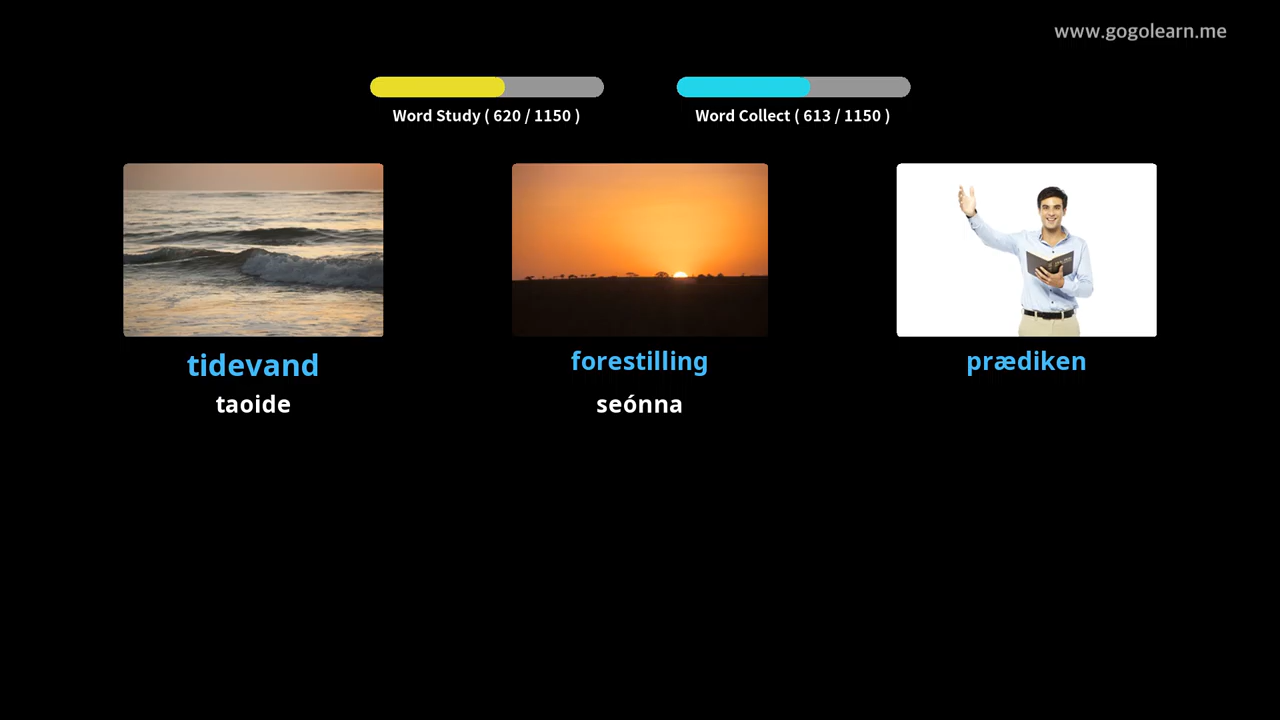 www.gogolearn.me
Word Study ( 620 / 1150 )
Word Collect ( 613 / 1150 )
tidevand
forestilling
prædiken
taoide
seónna